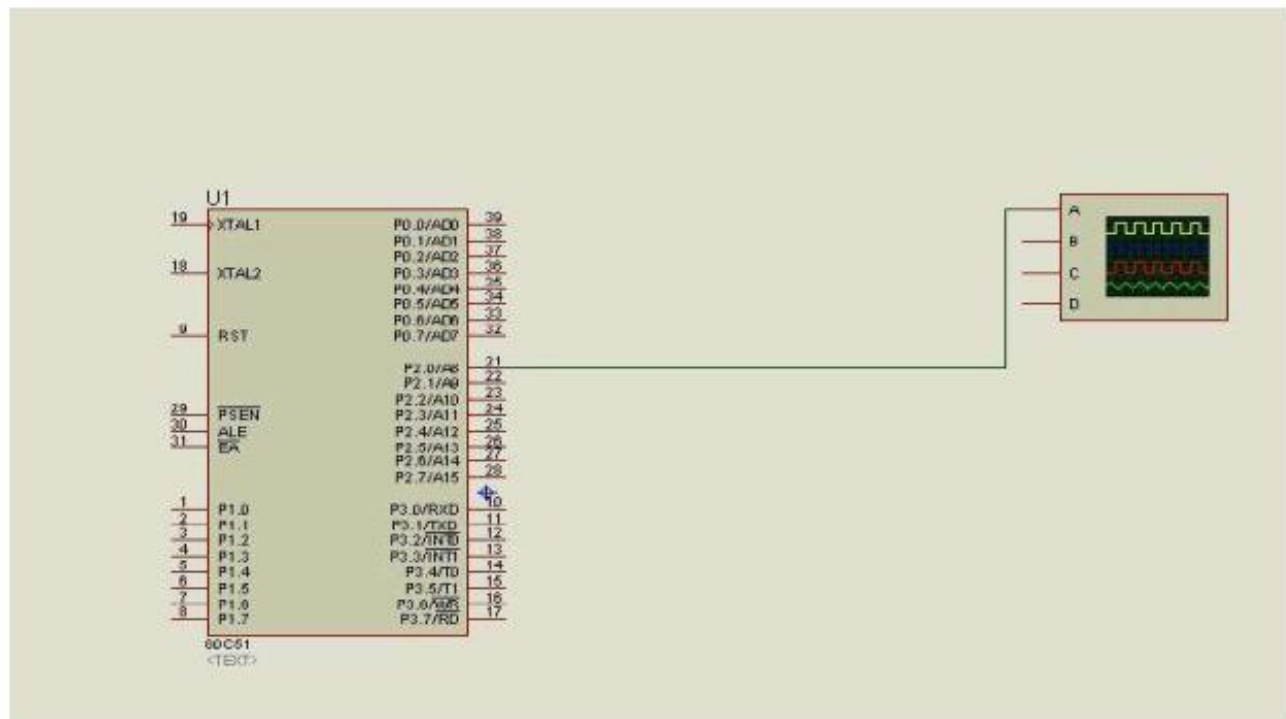 U1
19 XTAL1
18 XTAL2
9 RST
29 PSEN
30 ALE
31 EA
1 P1.0
2 P1.1
3 P1.2
4 P1.3
5 P1.4
6 P1.5
7 P1.6
8 P1.7
P0.0/AD0 39
P0.1/AD1 38
P0.2/AD2 37
P0.3/AD3 36
P0.4/AD4 35
P0.5/AD5 34
P0.6/AD6 33
P0.7/AD7 32
P2.0/A8 21
P2.1/A9 22
P2.2/A10 23
P2.3/A11 24
P2.4/A12 25
P2.5/A13 26
P2.6/A14 27
P2.7/A15 28
P3.0/RXD 10
P3.1/TXD 11
P3.2/INT0 12
P3.3/INT1 13
P3.4/T0 14
P3.5/T1 15
P3.6/WR 16
P3.7/RD 17
80C51
<TEXT>
A
B
C
D